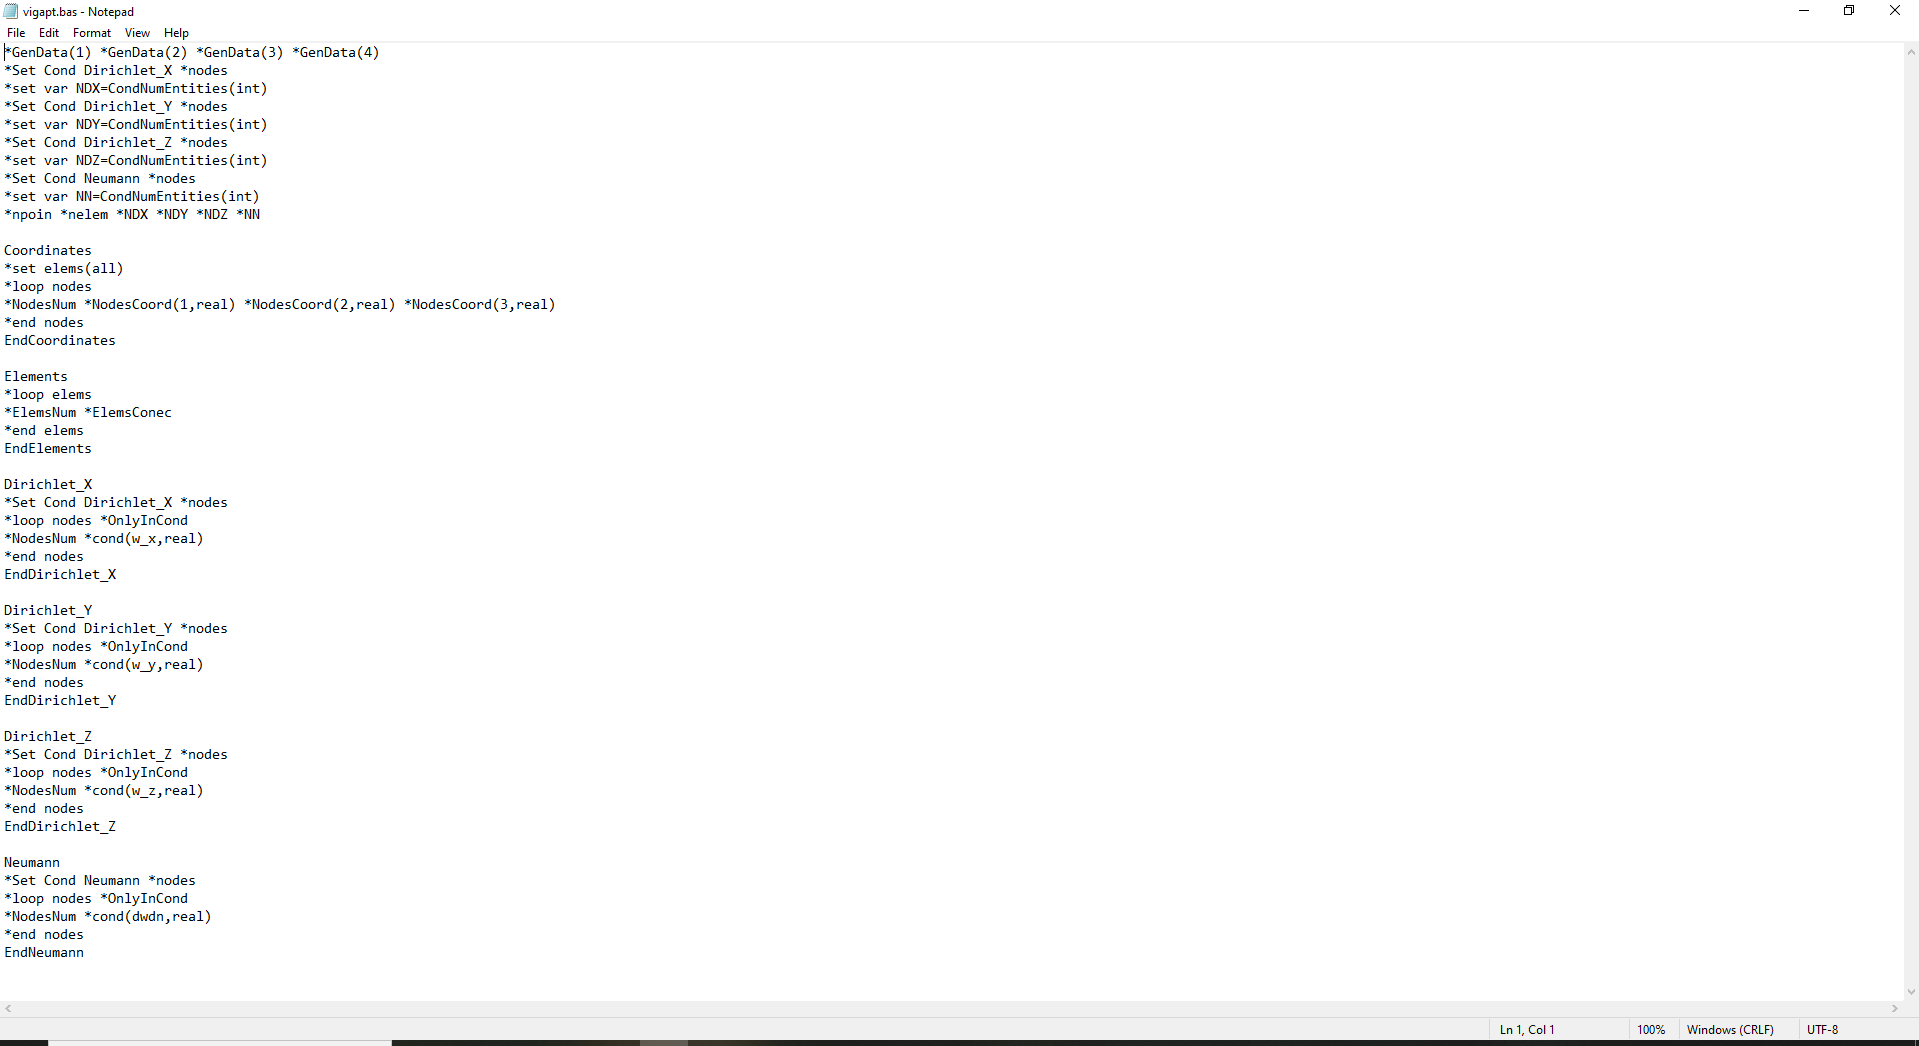 vigapt.bas - Notepad
File Edit Format View Help
*GenData(1) *GenData(2) *GenData(3) *GenData(4)
*Set Cond Dirichlet_X *nodes
*set var NDX=CondNumEntities(int)
*Set Cond Dirichlet_Y *nodes
*set var NDY=CondNumEntities(int)
*Set Cond Dirichlet_Z *nodes
*set var NDZ=CondNumEntities(int)
*Set Cond Neumann *nodes
*set var NN=CondNumEntities(int)
*npoin *nelem *NDX *NDY *NDZ *NN
Coordinates
*set elems(all)
*loop nodes
*NodesNum *NodesCoord(1,real) *NodesCoord(2,real) *NodesCoord(3,real)
*end nodes
EndCoordinates
Elements
*loop elems
*ElemsNum *ElemsConec
*end elems
EndElements
Dirichlet_X
*Set Cond Dirichlet_X *nodes
*loop nodes *OnlyInCond
*NodesNum *cond(w_x,real)
*end nodes
EndDirichlet_X
Dirichlet_Y
*Set Cond Dirichlet_Y *nodes
*loop nodes *OnlyInCond
*NodesNum *cond(w_y,real)
*end nodes
EndDirichlet_Y
Dirichlet_Z
*Set Cond Dirichlet_Z *nodes
*loop nodes *OnlyInCond
*NodesNum *cond(w_z,real)
*end nodes
EndDirichlet_Z
Neumann
*Set Cond Neumann *nodes
*loop nodes *OnlyInCond
*NodesNum *cond(dwdn,real)
*end nodes
EndNeumann
Ln 1, Col 1 100% Windows (CRLF) UTF-8